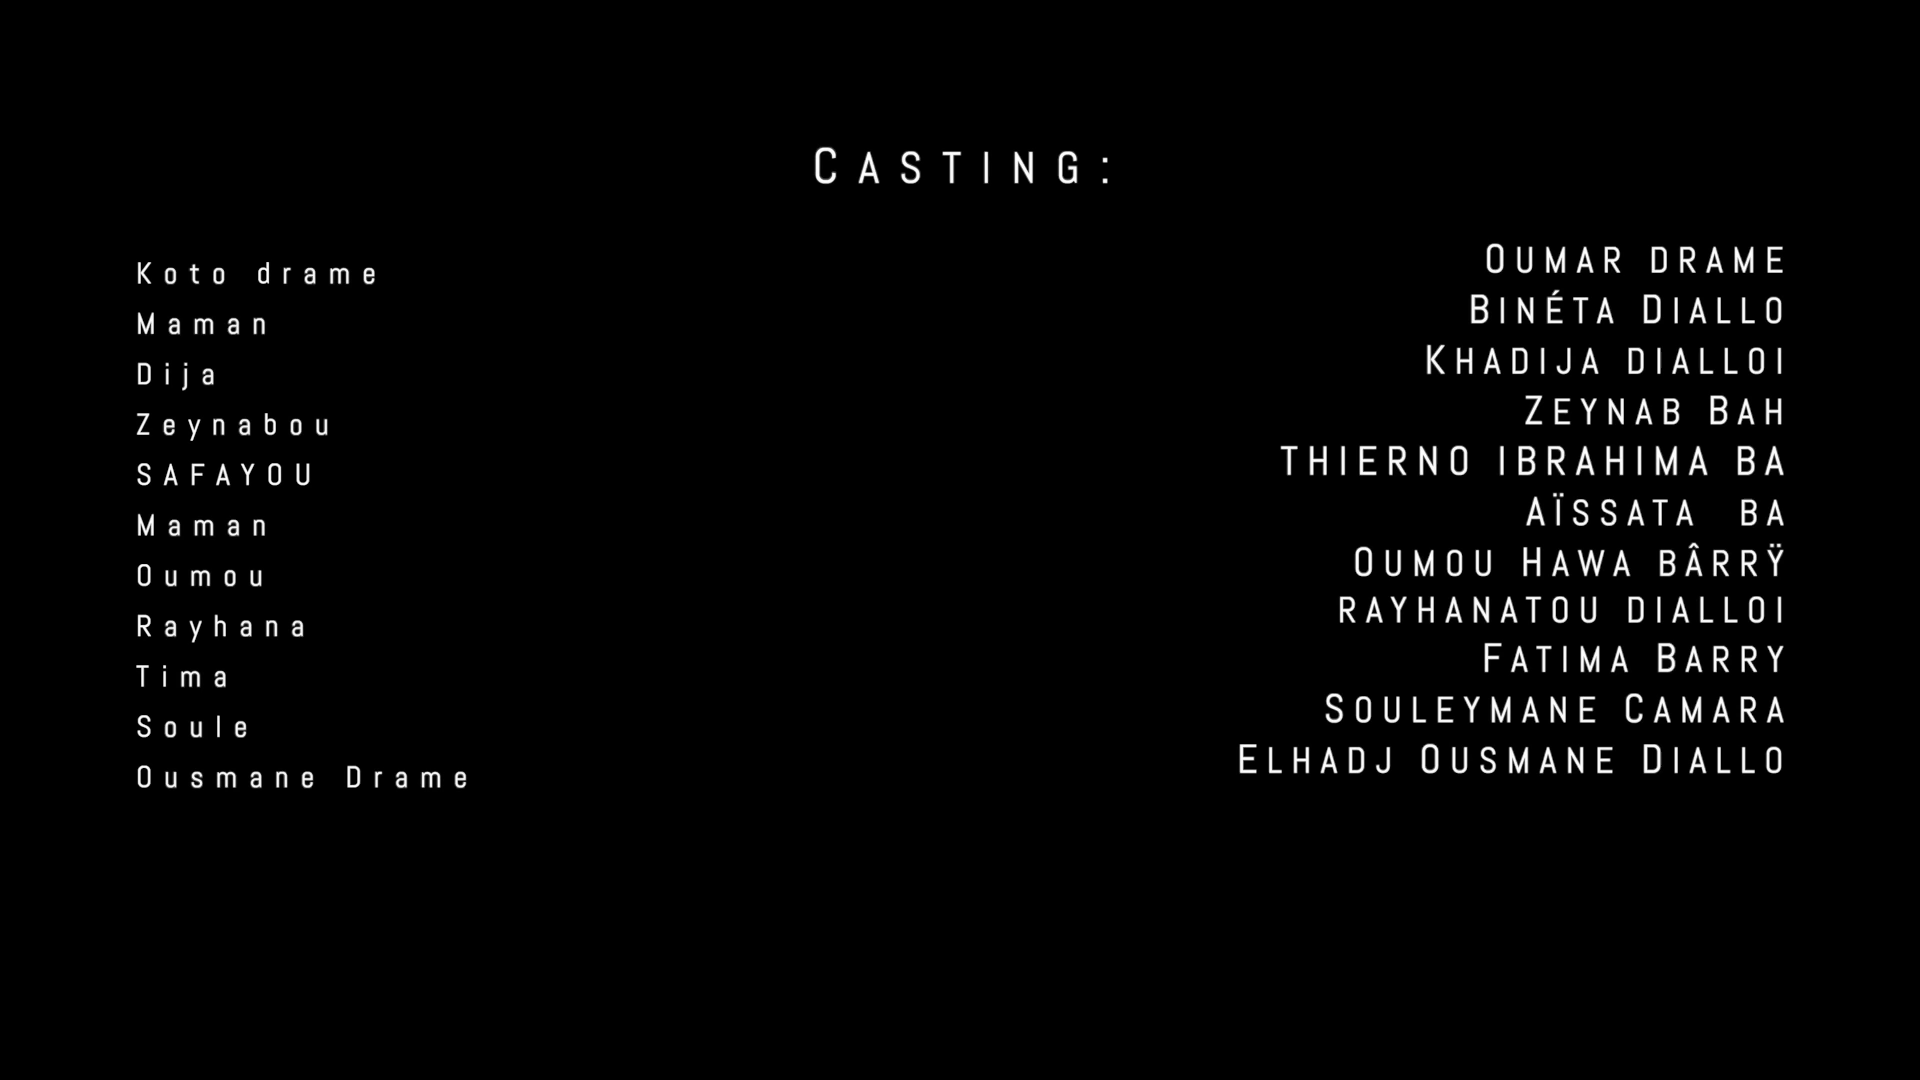 Casting:
Koto drame Oumar drame
Maman Binéta Diallo
Dija Khadija dialloi
Zeynabou Zeynab Bah
SAFAYOU THIERNO IBRAHIMA BA
Maman Aïssata ba
Oumou Oumou Hawa bârrÿ
Rayhana rayhanatou dialloi
Tima Fatima Barry
Soule Souleymane Camara
Ousmane Drame Elhadj Ousmane Diallo